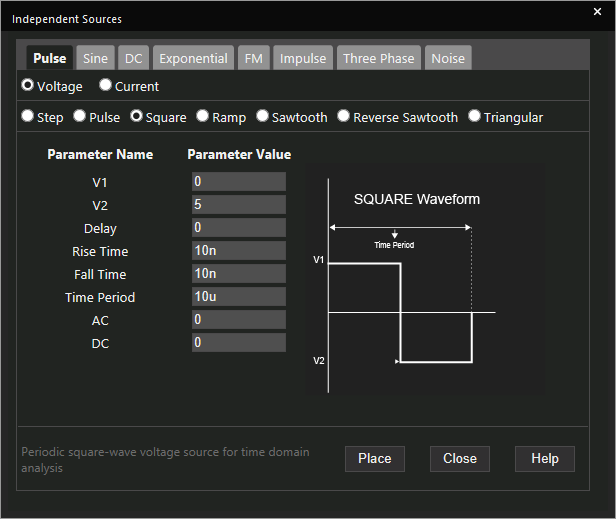 Independent Sources
Pulse Sine DC Exponential FM Impulse Three Phase Noise
Voltage Current
Step Pulse Square Ramp Sawtooth Reverse Sawtooth Triangular
Parameter Name Parameter Value
V1 0
V2 5
Delay 0
Rise Time 10n
Fall Time 10n
Time Period 10u
AC 0
DC 0
SQUARE Waveform
Time Period
V1
V2
Periodic square-wave voltage source for time domain
analysis
Place Close Help